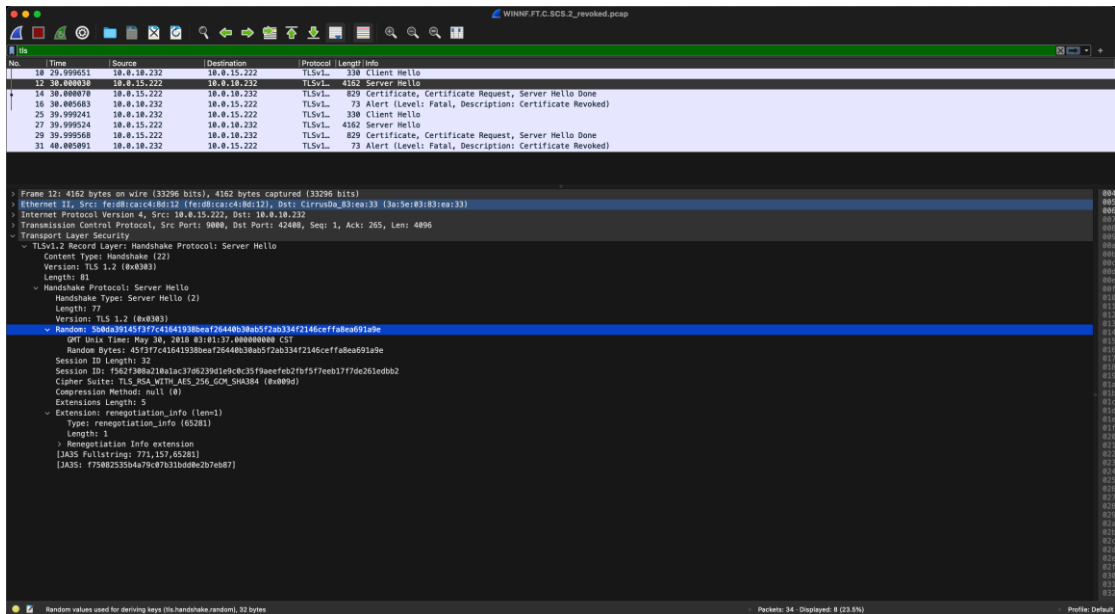 WINNF.FT.C.SCS.2_revoked.pcap
tls
No. Time Source Destination Protocol Length Info
10 29.999651 10.0.10.232 10.0.15.222 TLSv1… 330 Client Hello
12 30.000030 10.0.15.222 10.0.10.232 TLSv1… 4162 Server Hello
14 30.000070 10.0.15.222 10.0.10.232 TLSv1… 829 Certificate, Certificate Request, Server Hello Done
16 30.005683 10.0.10.232 10.0.15.222 TLSv1… 73 Alert (Level: Fatal, Description: Certificate Revoked)
25 39.999241 10.0.10.232 10.0.15.222 TLSv1… 330 Client Hello
27 39.999524 10.0.15.222 10.0.10.232 TLSv1… 4162 Server Hello
29 39.999568 10.0.15.222 10.0.10.232 TLSv1… 829 Certificate, Certificate Request, Server Hello Done
31 40.005091 10.0.10.232 10.0.15.222 TLSv1… 73 Alert (Level: Fatal, Description: Certificate Revoked)
Frame 12: 4162 bytes on wire (33296 bits), 4162 bytes captured (33296 bits)
Ethernet II, Src: fe:d8:ca:c4:8d:12 (fe:d8:ca:c4:8d:12), Dst: CirrusDa_83:ea:33 (3a:5e:03:83:ea:33)
Internet Protocol Version 4, Src: 10.0.15.222, Dst: 10.0.10.232
Transmission Control Protocol, Src Port: 9000, Dst Port: 42408, Seq: 1, Ack: 265, Len: 4096
Transport Layer Security
TLSv1.2 Record Layer: Handshake Protocol: Server Hello
Content Type: Handshake (22)
Version: TLS 1.2 (0x0303)
Length: 81
Handshake Protocol: Server Hello
Handshake Type: Server Hello (2)
Length: 77
Version: TLS 1.2 (0x0303)
Random: 5b0da39145f3f7c41641938beaf26440b30ab5f2ab334f2146ceffa8ea691a9e
GMT Unix Time: May 30, 2018 03:01:37.000000000 CST
Random Bytes: 45f3f7c41641938beaf26440b30ab5f2ab334f2146ceffa8ea691a9e
Session ID Length: 32
Session ID: f562f308a210a1ac37d6239d1e9c0c35f9aeefeb2fbf5f7eeb17f7de261edbb2
Cipher Suite: TLS_RSA_WITH_AES_256_GCM_SHA384 (0x009d)
Compression Method: null (0)
Extensions Length: 5
Extension: renegotiation_info (len=1)
Type: renegotiation_info (65281)
Length: 1
Renegotiation Info extension
[JA3S Fullstring: 771,157,65281]
[JA3S: f75082535b4a79c07b31bdd0e2b7eb87]
Random values used for deriving keys (tls.handshake.random), 32 bytes
Packets: 34 · Displayed: 8 (23.5%)
Profile: Default